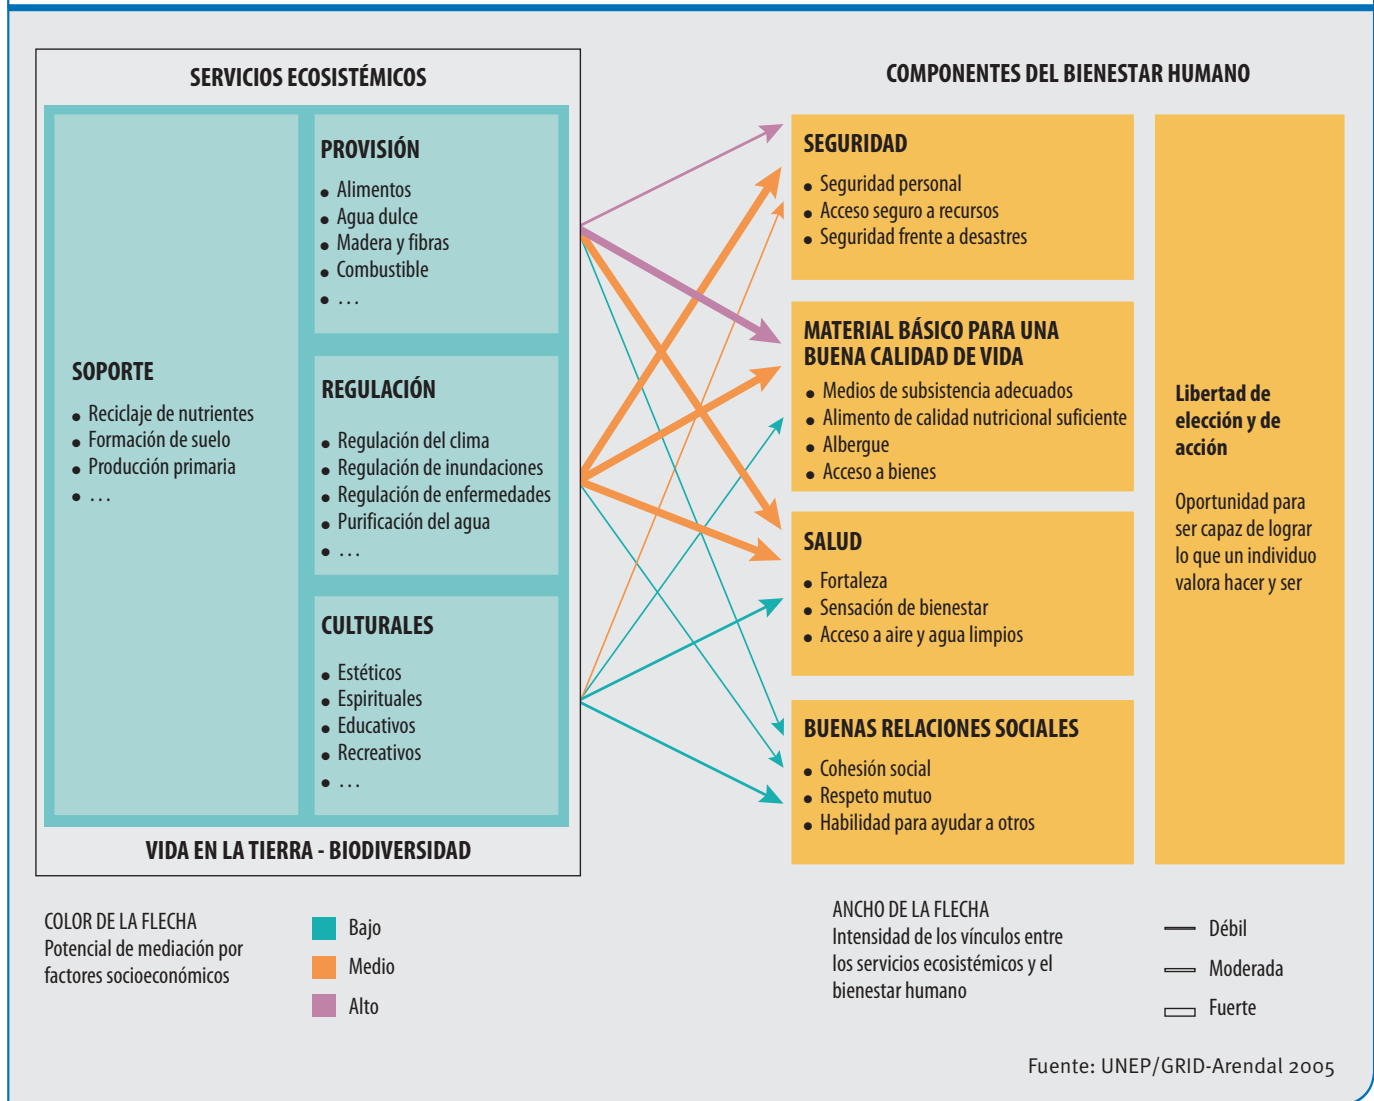 SERVICIOS ECOSISTÉMICOS
SOPORTE
● Reciclaje de nutrientes
● Formación de suelo
● Producción primaria
● ...
PROVISIÓN
● Alimentos
● Agua dulce
● Madera y fibras
● Combustible
● ...
REGULACIÓN
● Regulación del clima
● Regulación de inundaciones
● Regulación de enfermedades
● Purificación del agua
● ...
CULTURALES
● Estéticos
● Espirituales
● Educativos
● Recreativos
● ...
VIDA EN LA TIERRA - BIODIVERSIDAD
COMPONENTES DEL BIENESTAR HUMANO
SEGURIDAD
● Seguridad personal
● Acceso seguro a recursos
● Seguridad frente a desastres
MATERIAL BÁSICO PARA UNA
BUENA CALIDAD DE VIDA
● Medios de subsistencia adecuados
● Alimento de calidad nutricional suficiente
● Albergue
● Acceso a bienes
SALUD
● Fortaleza
● Sensación de bienestar
● Acceso a aire y agua limpios
BUENAS RELACIONES SOCIALES
● Cohesión social
● Respeto mutuo
● Habilidad para ayudar a otros
Libertad de
elección y de
acción
Oportunidad para
ser capaz de lograr
lo que un individuo
valora hacer y ser
COLOR DE LA FLECHA
Potencial de mediación por
factores socioeconómicos
Bajo
Medio
Alto
ANCHO DE LA FLECHA
Intensidad de los vínculos entre
los servicios ecosistémicos y el
bienestar humano
Débil
Moderada
Fuerte
Fuente: UNEP/GRID-Arendal 2005